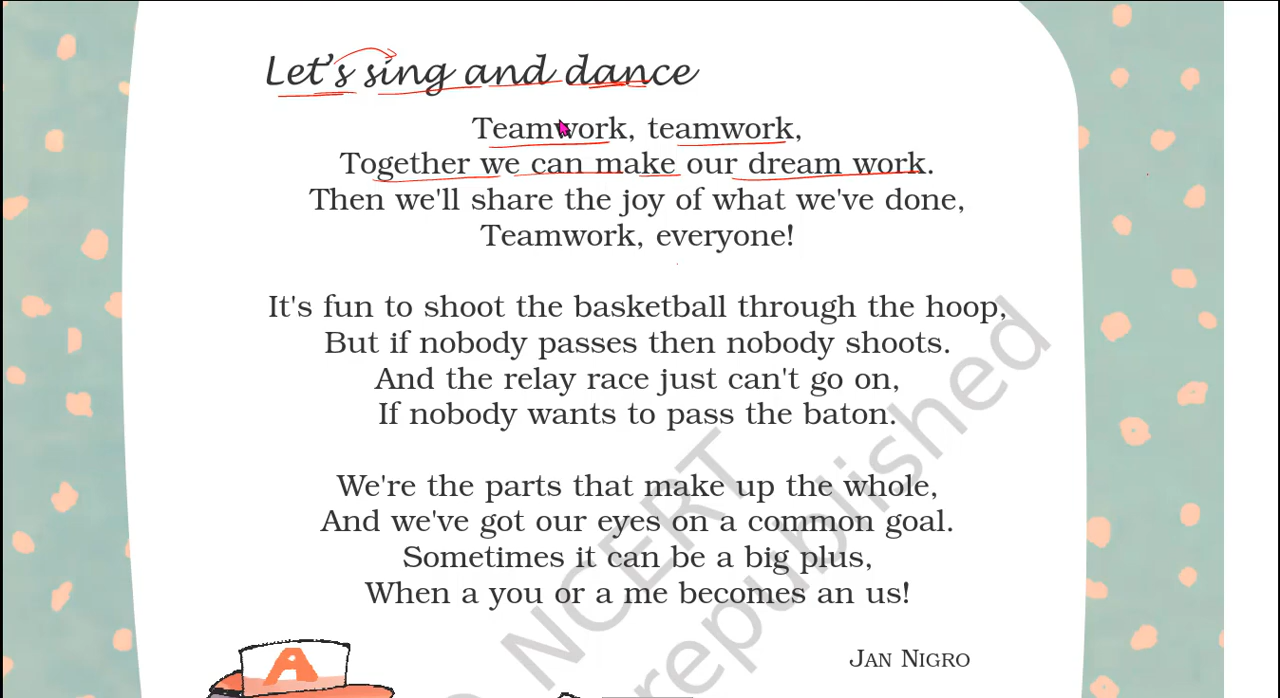 Let's sing and dance
Teamwork, teamwork,
Together we can make our dream work.
Then we'll share the joy of what we've done,
Teamwork, everyone!
It's fun to shoot the basketball through the hoop,
But if nobody passes then nobody shoots.
And the relay race just can't go on,
If nobody wants to pass the baton.
We're the parts that make up the whole,
And we've got our eyes on a common goal.
Sometimes it can be a big plus,
When a you or a me becomes an us!
JAN NIGRO
A
NCERT
republished